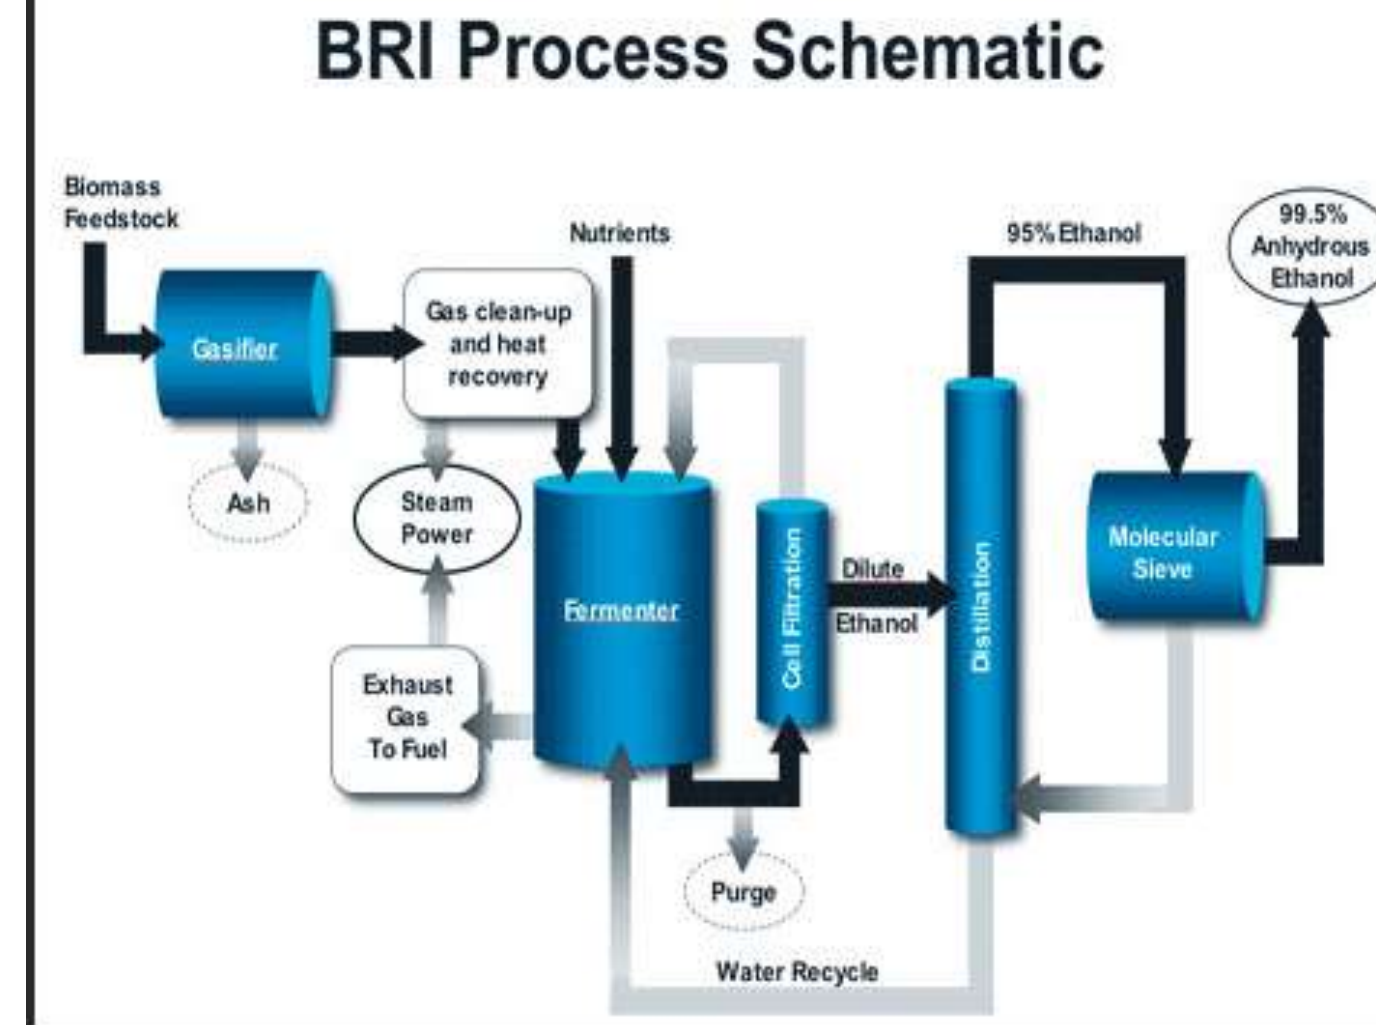 BRI Process Schematic
Biomass
Feedstock
Nutrients
95% Ethanol
99.5%
Anhydrous
Ethanol
Gasifier
Gas clean-up
and heat
recovery
Ash
Steam
Power
Fermenter
Cell Filtration
Dilute
Ethanol
Distillation
Molecular
Sieve
Exhaust
Gas
To Fuel
Purge
Water Recycle